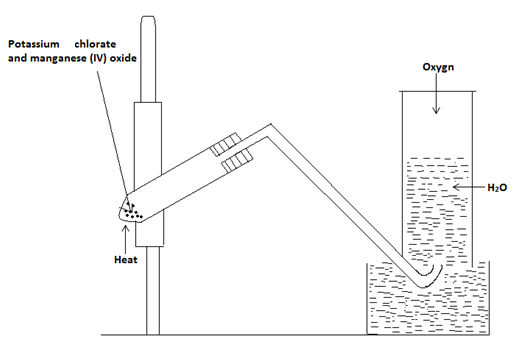 Potassium chlorate
and manganese (IV) oxide
Oxygn
H₂O
Heat